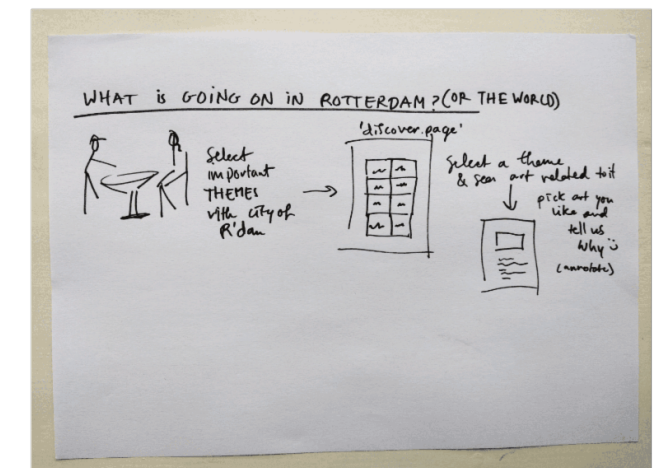 WHAT is GOING ON IN ROTTERDAM? (OR THE WORLD)
Select
important
THEMES
with city of
R'dam
'discover.page'
Select a theme
& seen art related to it
pick art you
like and
tell us
why
(annotate)